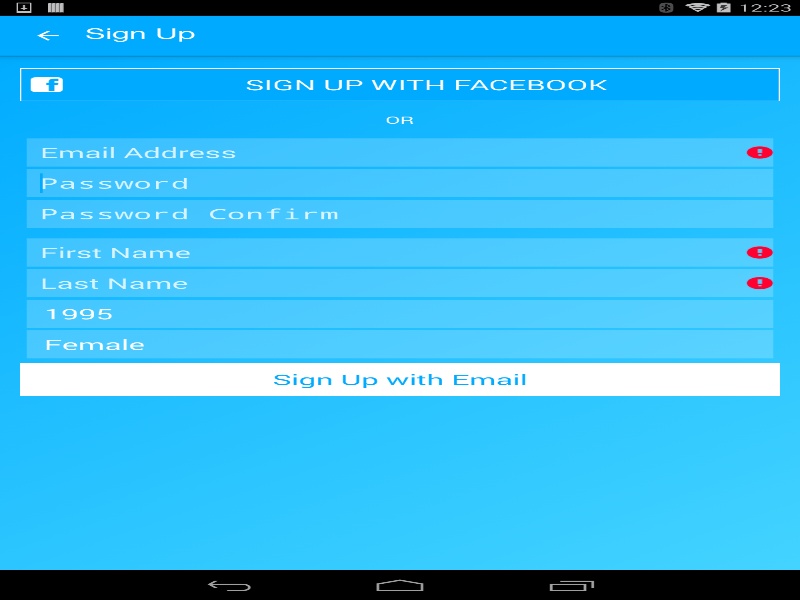 12:23
Sign Up
f SIGN UP WITH FACEBOOK
OR
Email Address
Password
Password Confirm
First Name
Last Name
1995
Female
Sign Up with Email